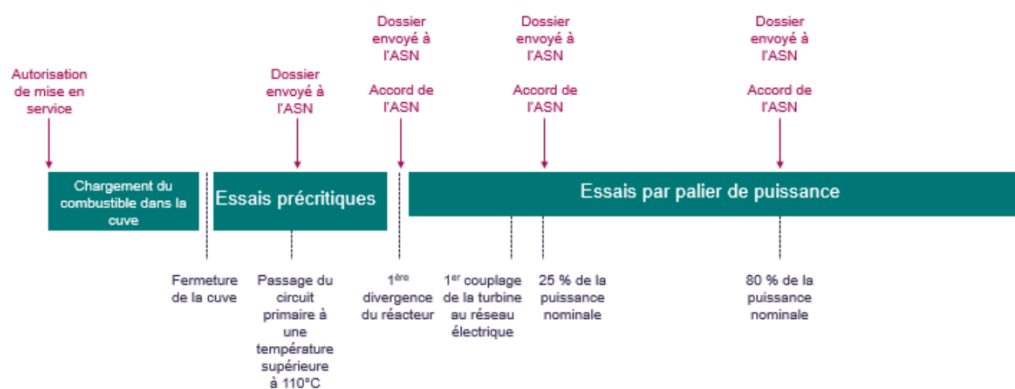 Autorisation
de mise en
service
Dossier
envoyé à
l'ASN
Dossier
envoyé à
l'ASN
Accord de
l'ASN
Dossier
envoyé à
l'ASN
Accord de
l'ASN
Dossier
envoyé à
l'ASN
Accord de
l'ASN
Chargement du
combustible dans la
cuve
Essais précritiques
Essais par palier de puissance
Fermeture
de la cuve
Passage du
circuit
primaire à
une
température
supérieure
à 110°C
1ère
divergence
du réacteur
1er couplage
de la turbine
au réseau
électrique
25 % de la
puissance
nominale
80 % de la
puissance
nominale